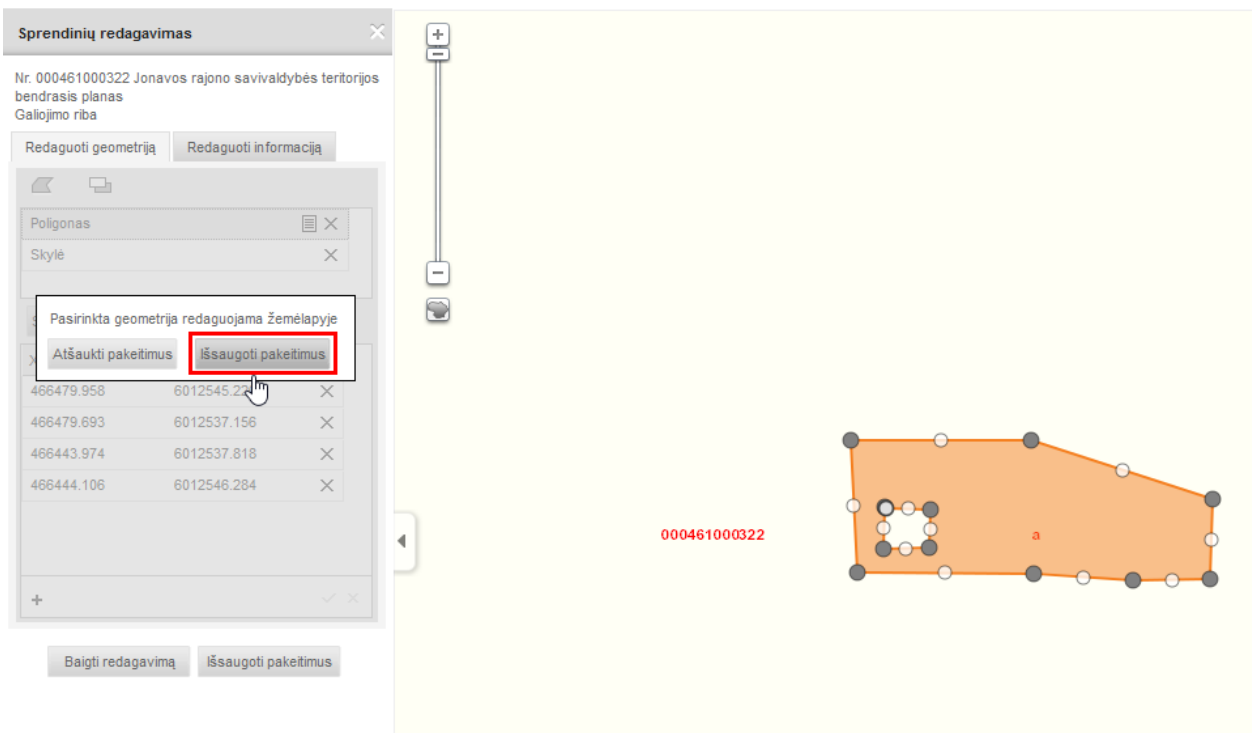 Sprendinių redagavimas
Nr. 000461000322 Jonavos rajono savivaldybės teritorijos
bendrasis planas
Galiojimo riba
Redaguoti geometriją
Redaguoti informaciją
Poligonas
Skylė
Pasirinkta geometrija redaguojama žemėlapyje
Atšaukti pakeitimus
Išsaugoti pakeitimus
466479.958
466479.693 6012537.156
466443.974 6012537.818
466444.106 6012546.284
Baigti redagavimą
Išsaugoti pakeitimus
000461000322
a